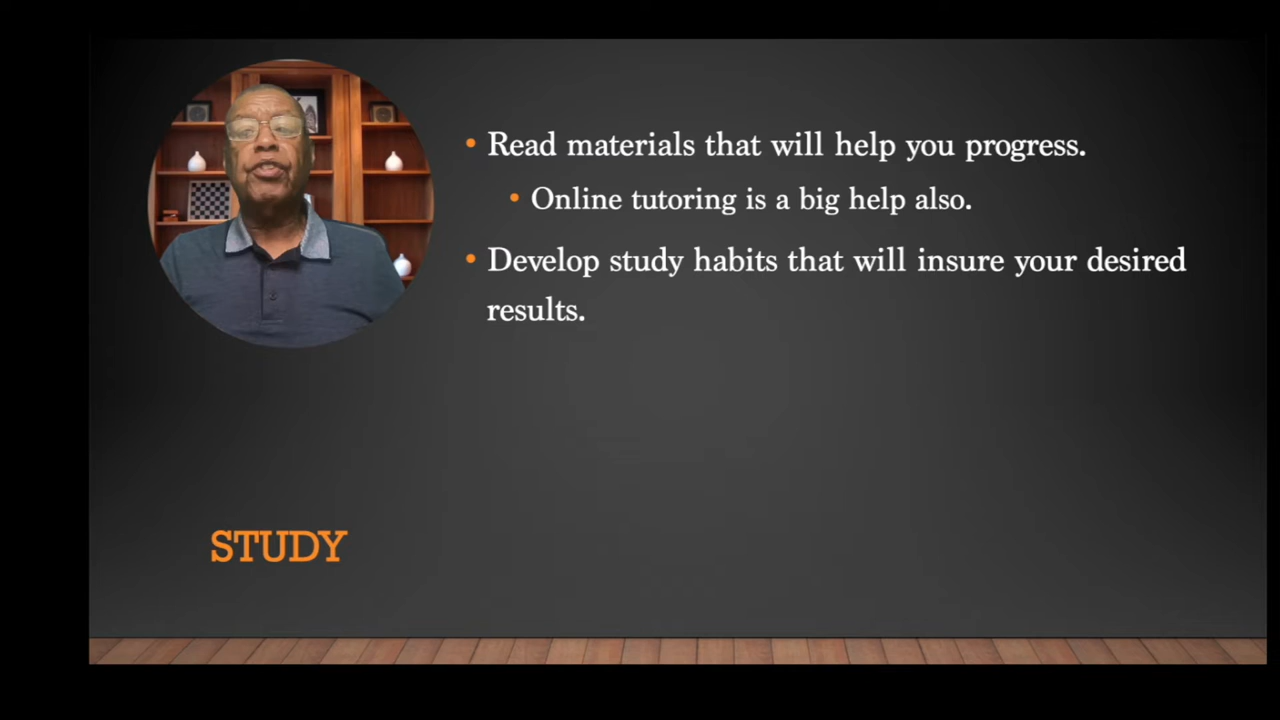 Read materials that will help you progress.
Online tutoring is a big help also.
Develop study habits that will insure your desired
results.
STUDY